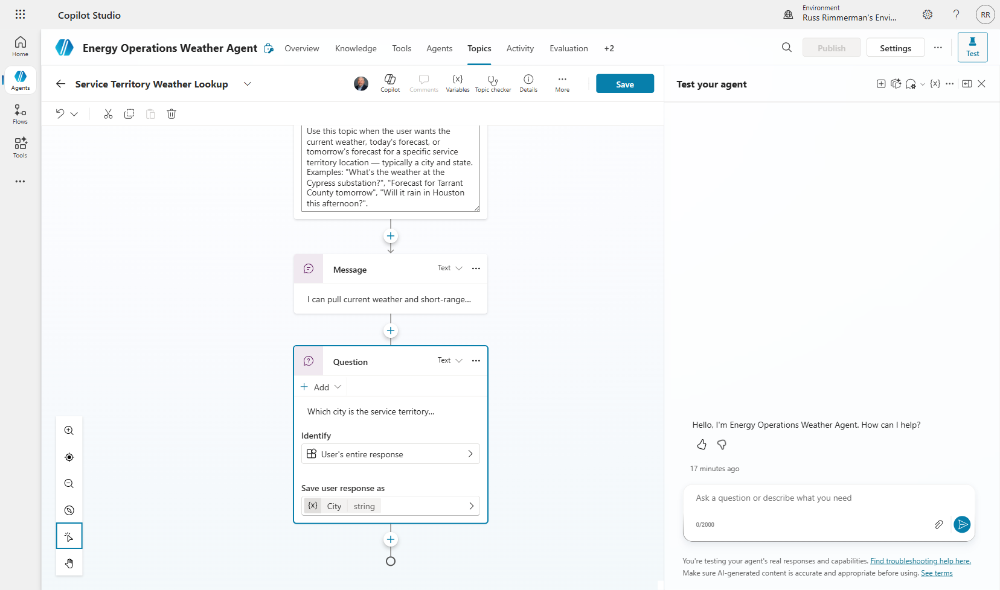 Copilot Studio
Environment
Russ Rimmerman's Envi...
RR
Home
Agents
Flows
Tools
Energy Operations Weather Agent
Overview
Knowledge
Tools
Agents
Topics
Activity
Evaluation
+2
Publish
Settings
Test
Service Territory Weather Lookup
Copilot
Comments
Variables
Topic checker
Details
More
Save
Use this topic when the user wants the
current weather, today's forecast, or
tomorrow's forecast for a specific service
territory location — typically a city and state.
Examples: "What's the weather at the
Cypress substation?", "Forecast for Tarrant
County tomorrow", "Will it rain in Houston
this afternoon?".
Message
Text
I can pull current weather and short-range...
Question
Text
Add
Which city is the service territory...
Identify
User's entire response
Save user response as
{x} City string
Test your agent
{x}
Hello, I'm Energy Operations Weather Agent. How can I help?
17 minutes ago
Ask a question or describe what you need
0/2000
You're testing your agent's real responses and capabilities. Find troubleshooting help here.
Make sure AI-generated content is accurate and appropriate before using. See terms